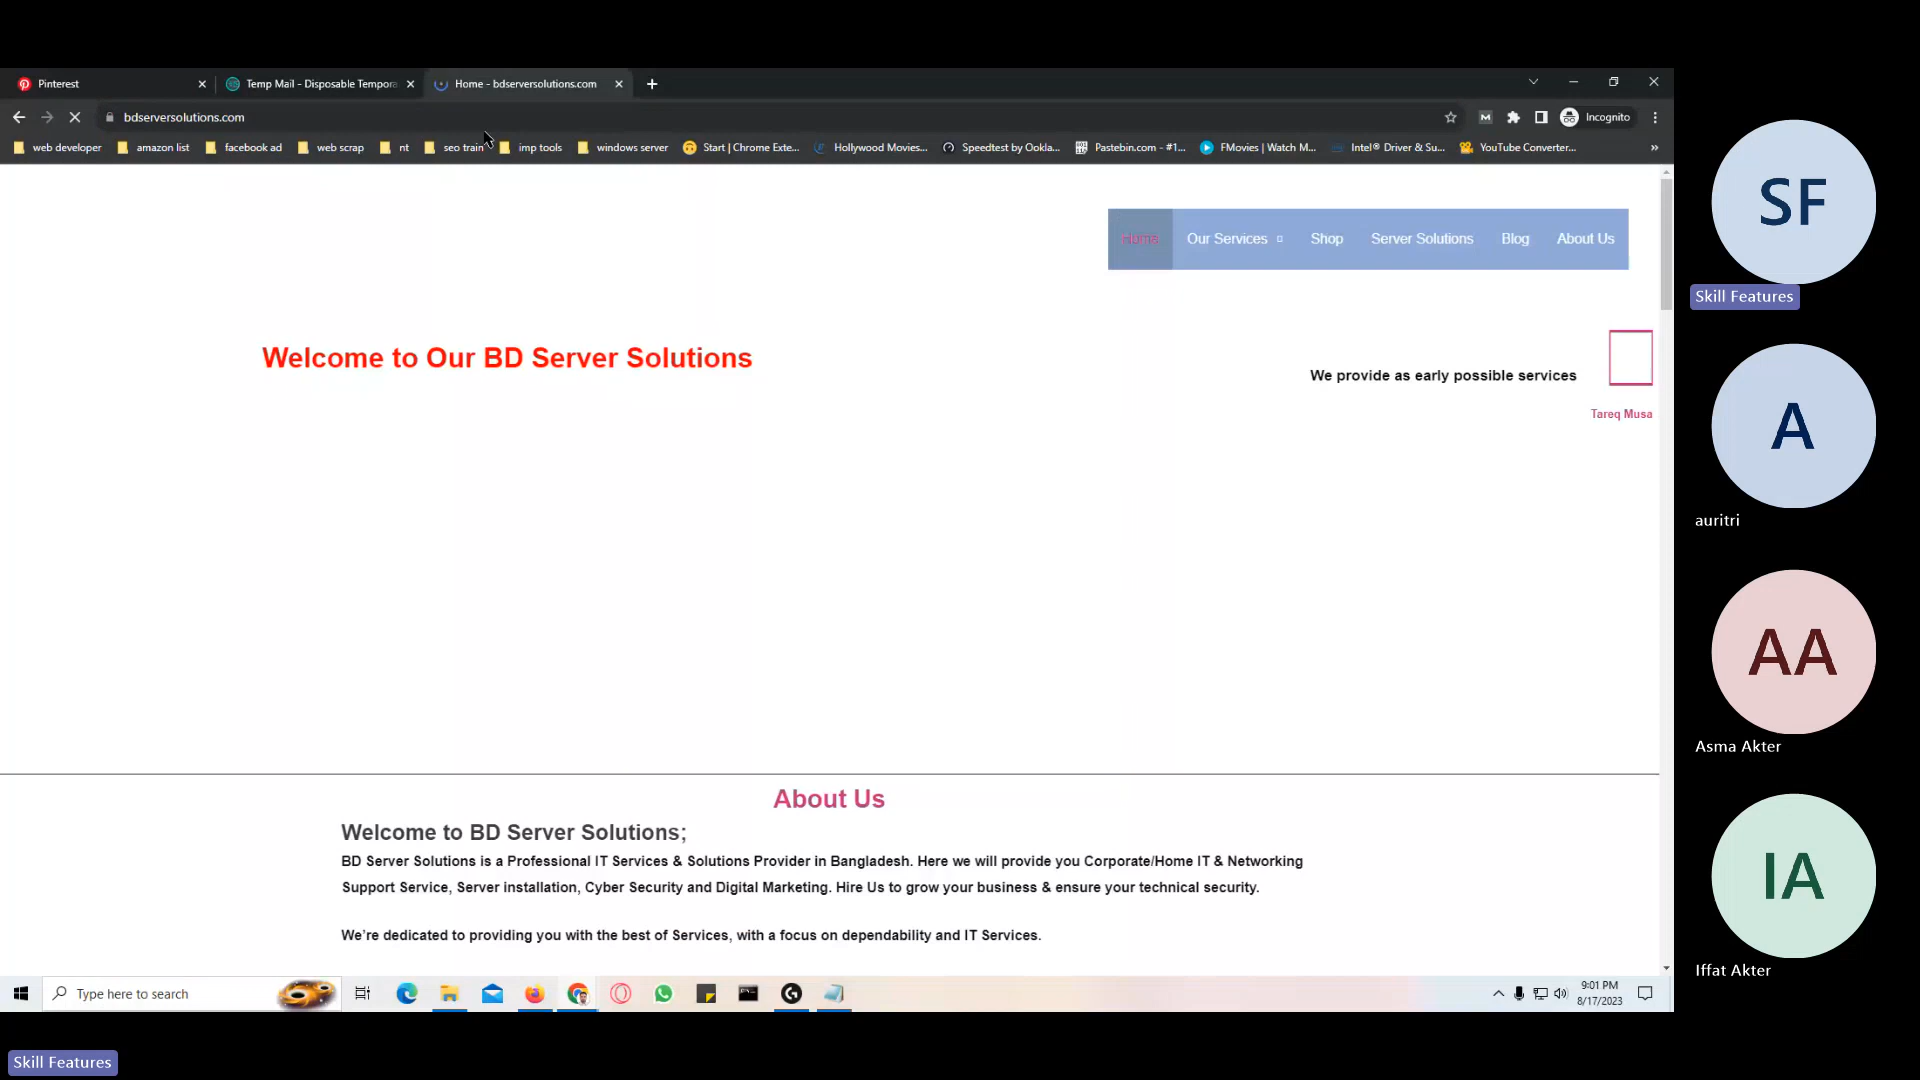 Pinterest
Temp Mail - Disposable Tempora
Home - bdserversolutions.com
bdserversolutions.com
Incognito
web developer
amazon list
facebook ad
web scrap
nt
seo train
imp tools
windows server
Start | Chrome Exte...
Hollywood Movies...
Speedtest by Ookla...
Pastebin.com - #1...
FMovies | Watch M...
Intel® Driver & Su...
YouTube Converter...
»
Home
Our Services
Shop
Server Solutions
Blog
About Us
Welcome to Our BD Server Solutions
We provide as early possible services
Tareq Musa
About Us
Welcome to BD Server Solutions;
BD Server Solutions is a Professional IT Services & Solutions Provider in Bangladesh. Here we will provide you Corporate/Home IT & Networking
Support Service, Server installation, Cyber Security and Digital Marketing. Hire Us to grow your business & ensure your technical security.
We're dedicated to providing you with the best of Services, with a focus on dependability and IT Services.
Type here to search
9:01 PM
8/17/2023
SF
Skill Features
A
auritri
AA
Asma Akter
IA
Iffat Akter
Skill Features